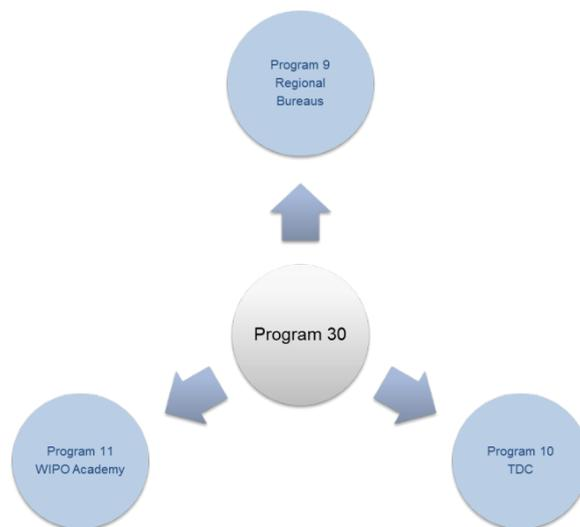 Program 9
Regional
Bureaus
Program 30
Program 11
WIPO Academy
Program 10
TDC